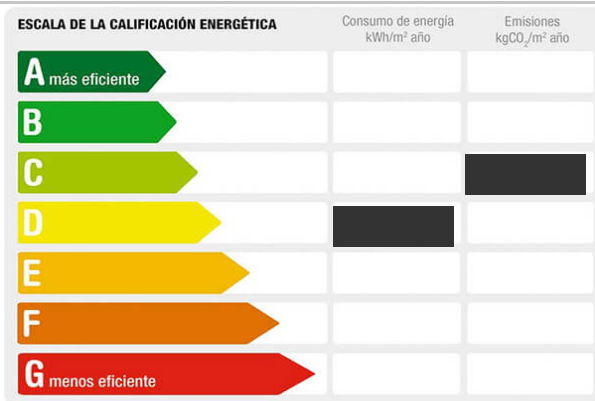 ESCALA DE LA CALIFICACIÓN ENERGÉTICA
Consumo de energía
kWh/m² año
Emisiones
kgCO₂/m² año
A más eficiente
B
C
D
E
F
G menos eficiente